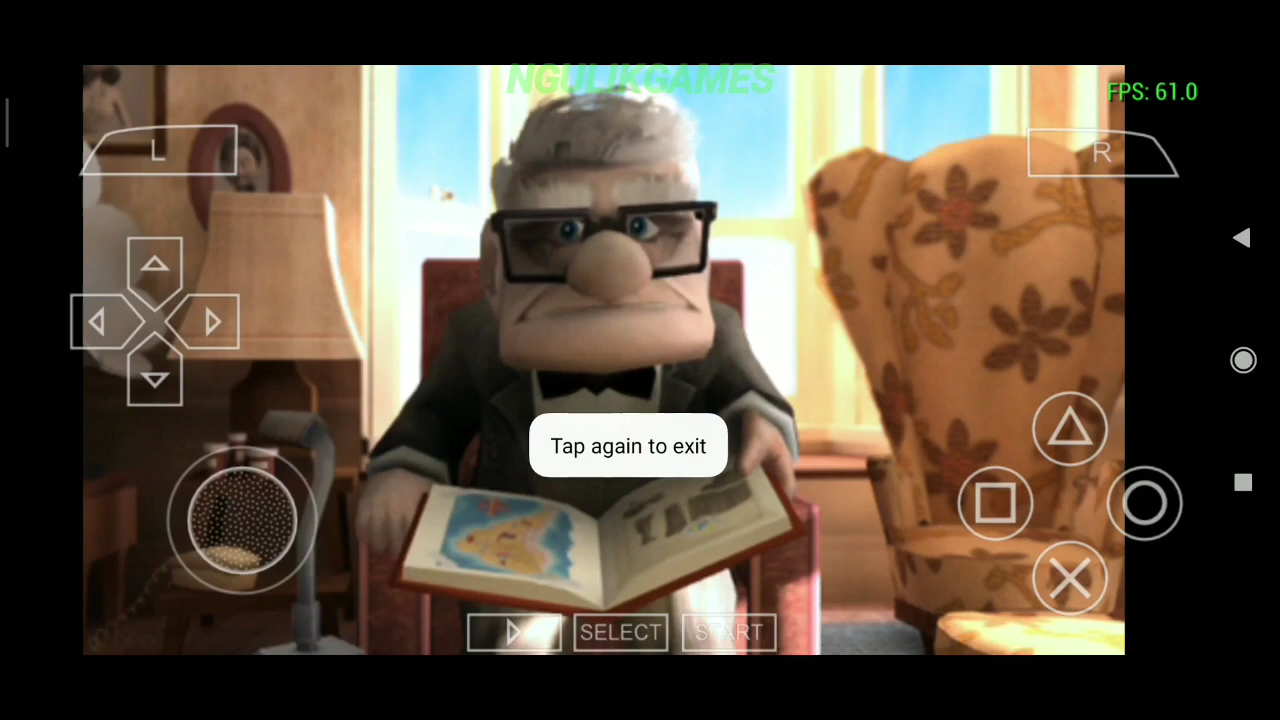 NGULIKGAMES
FPS: 61.0
L
R
Tap again to exit
SELECT
START